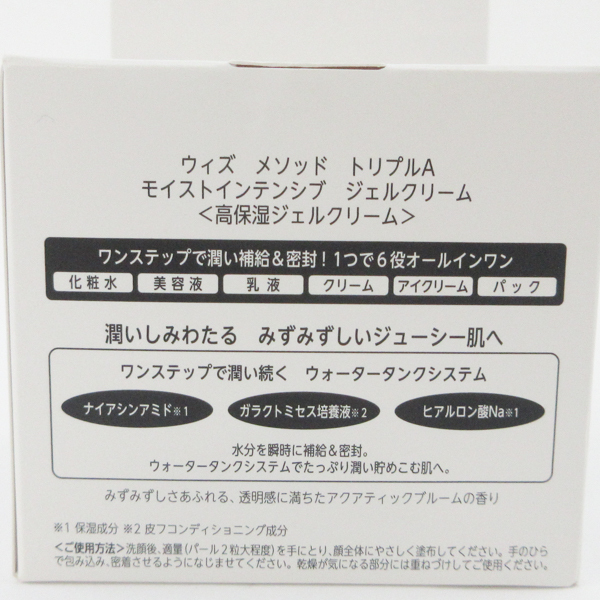 ウィズ メソッド トリプルA
モイストインテンシブ ジェルクリーム
＜高保湿ジェルクリーム＞
ワンステップで潤い補給＆密封！1つで6役オールインワン
化粧水 美容液 乳液 クリーム アイクリーム パック
潤いしみわたる みずみずしいジューシー肌へ
ワンステップで潤い続く ウォータータンクシステム
ナイアシンアミド※1 ガラクトミセス培養液※2 ヒアルロン酸Na※1
水分を瞬時に補給＆密封。
ウォータータンクシステムでたっぷり潤い貯めこむ肌へ。
みずみずしさあふれる、透明感に満ちたアクアティックブルームの香り
※1 保湿成分 ※2 皮フコンディショニング成分
＜ご使用方法＞洗顔後、適量（パール2粒大程度）を手にとり、顔全体にやさしく塗布してください。手のひら
で包み込み、密着させるようになじませてください。乾燥が気になる部分には重ねづけしてご使用ください。